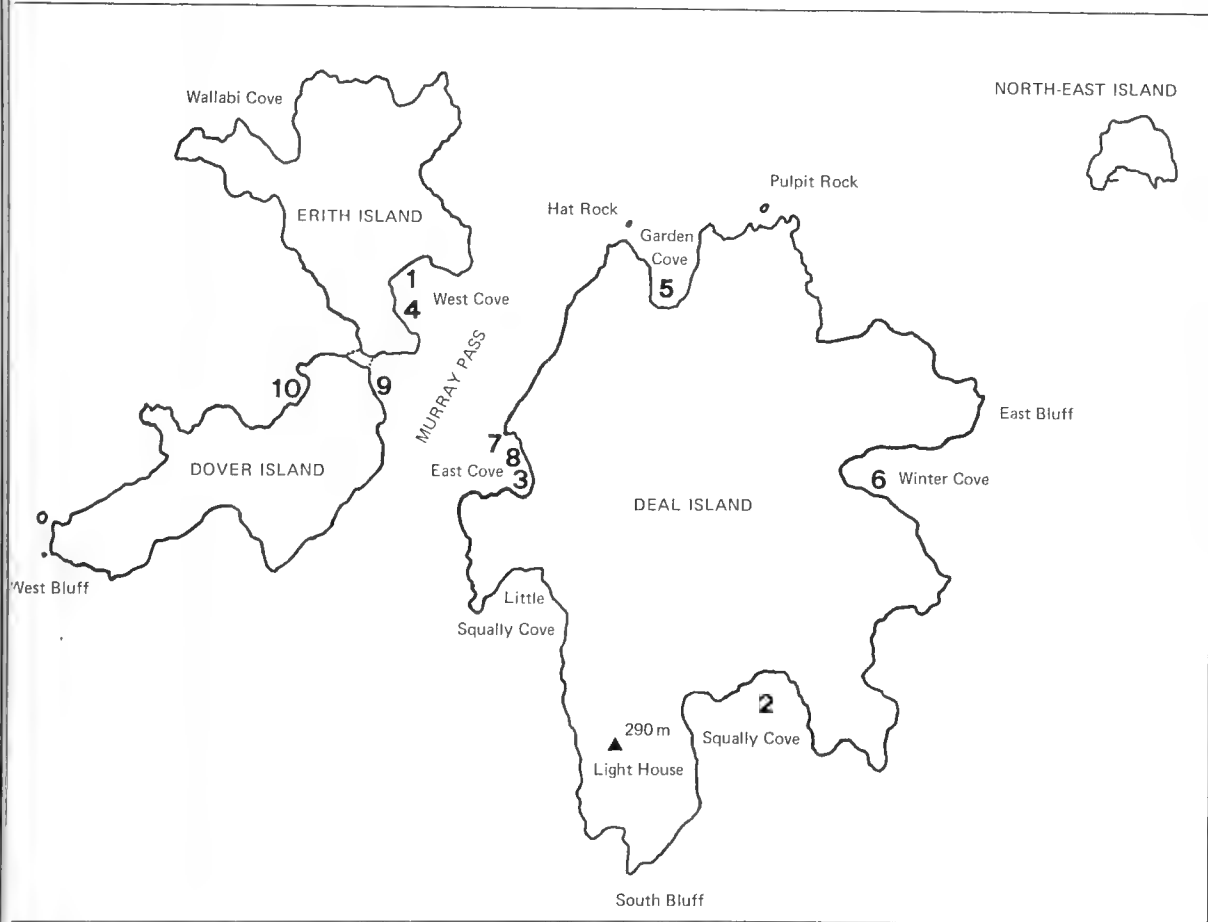 NORTH-EAST ISLAND
Wallabi Cove
Pulpit Rock
Hat Rock
ERITH ISLAND
Garden
Cove
1
5
West Cove
4
MURRAY PASS
10
9
East Bluff
7
8
East Cove
3
DOVER ISLAND
6
Winter Cove
DEAL ISLAND
West Bluff
Little
Squally Cove
2
290 m
Squally Cove
Light House
South Bluff